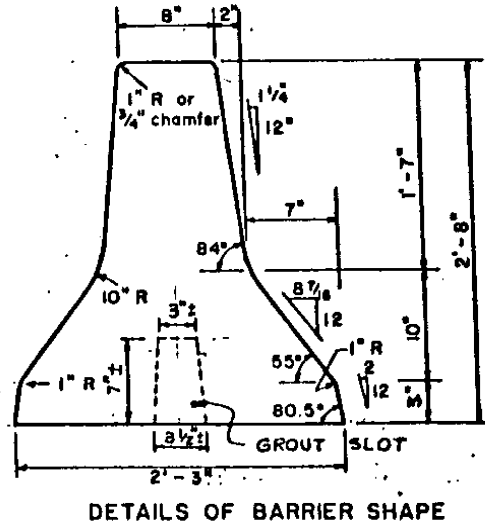 8"
2"
1" R or
3/4" chamfer
1 1/4"
12"
1'-7"
2'-8"
7"
84°
10" R
8 7/16
12
3"±
10"
1" R
55°
2
12
3"
1" R
7"±
80.5°
8 1/2"±
GROUT SLOT
2'-3"
DETAILS OF BARRIER SHAPE